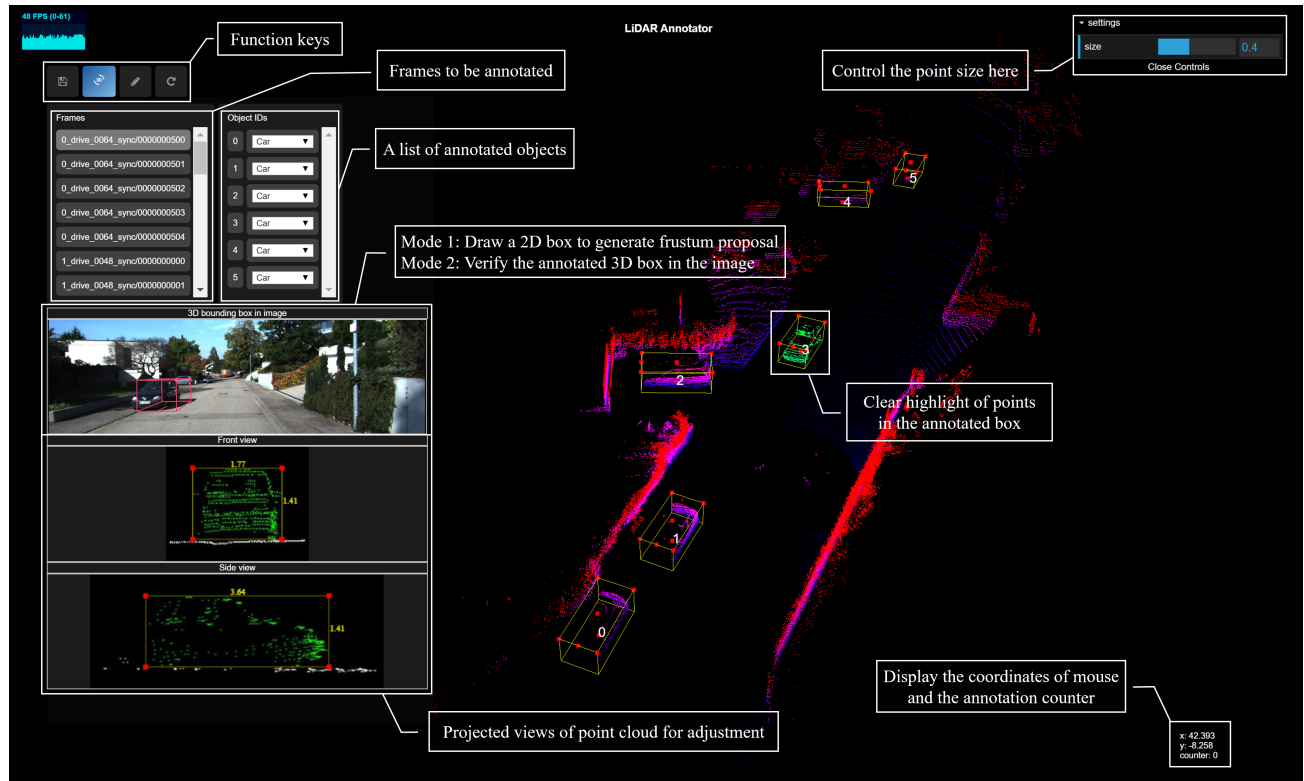 48 FPS (0-61)
LiDAR Annotator
Function keys
settings
size
0.4
Close Controls
Control the point size here
Frames to be annotated
Frames
0_drive_0064_sync/0000000500
0_drive_0064_sync/0000000501
0_drive_0064_sync/0000000502
0_drive_0064_sync/0000000503
0_drive_0064_sync/0000000504
1_drive_0048_sync/0000000000
1_drive_0048_sync/0000000001
Object IDs
0 Car
1 Car
2 Car
3 Car
4 Car
5 Car
A list of annotated objects
Mode 1: Draw a 2D box to generate frustum proposal
Mode 2: Verify the annotated 3D box in the image
3D bounding box in image
Front view
1.77
1.41
Side view
3.64
1.41
5
4
3
2
1
0
Clear highlight of points
in the annotated box
Projected views of point cloud for adjustment
Display the coordinates of mouse
and the annotation counter
x: 42.393
y: -8.258
counter: 0